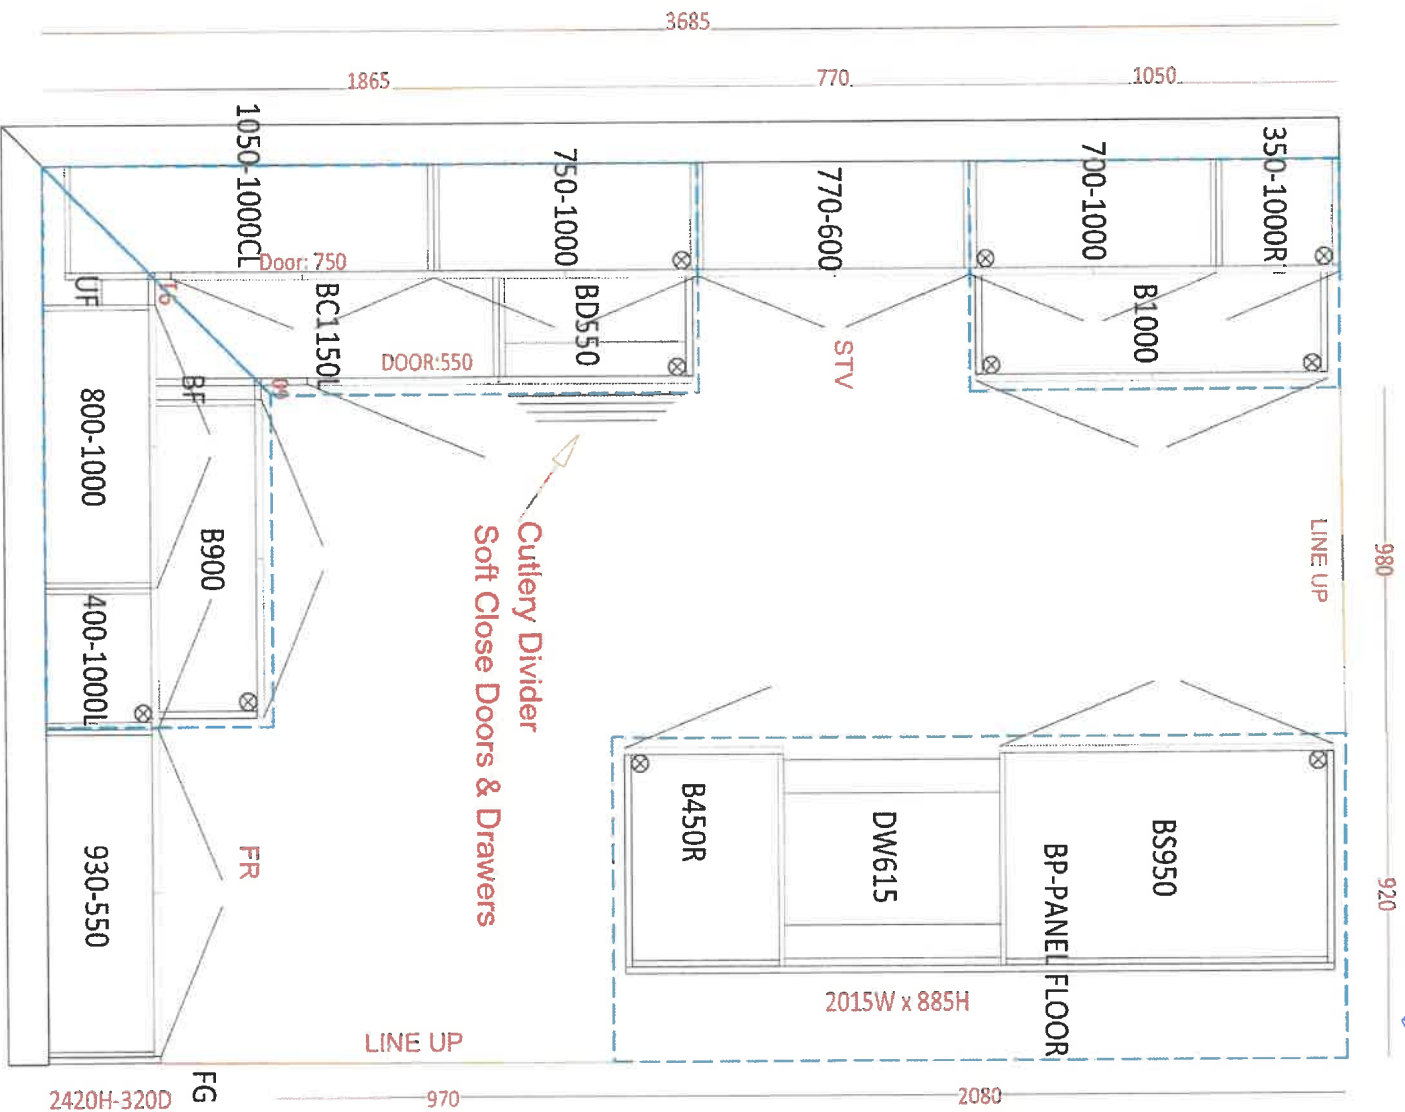 3685
1865
770
1050
1050-1000CL
750-1000
770-600
700-1000
350-1000R
Door: 750
UF
BC1150L
BD550
STV
B1000
DOOR:550
BF
800-1000
B900
400-1000L
Cutlery Divider
Soft Close Doors & Drawers
LINE UP
980
920
B450R
DW615
BS950
BP-PANEL FLOOR
2015W x 885H
930-550
FR
LINE UP
FG
2420H-320D
970
2080